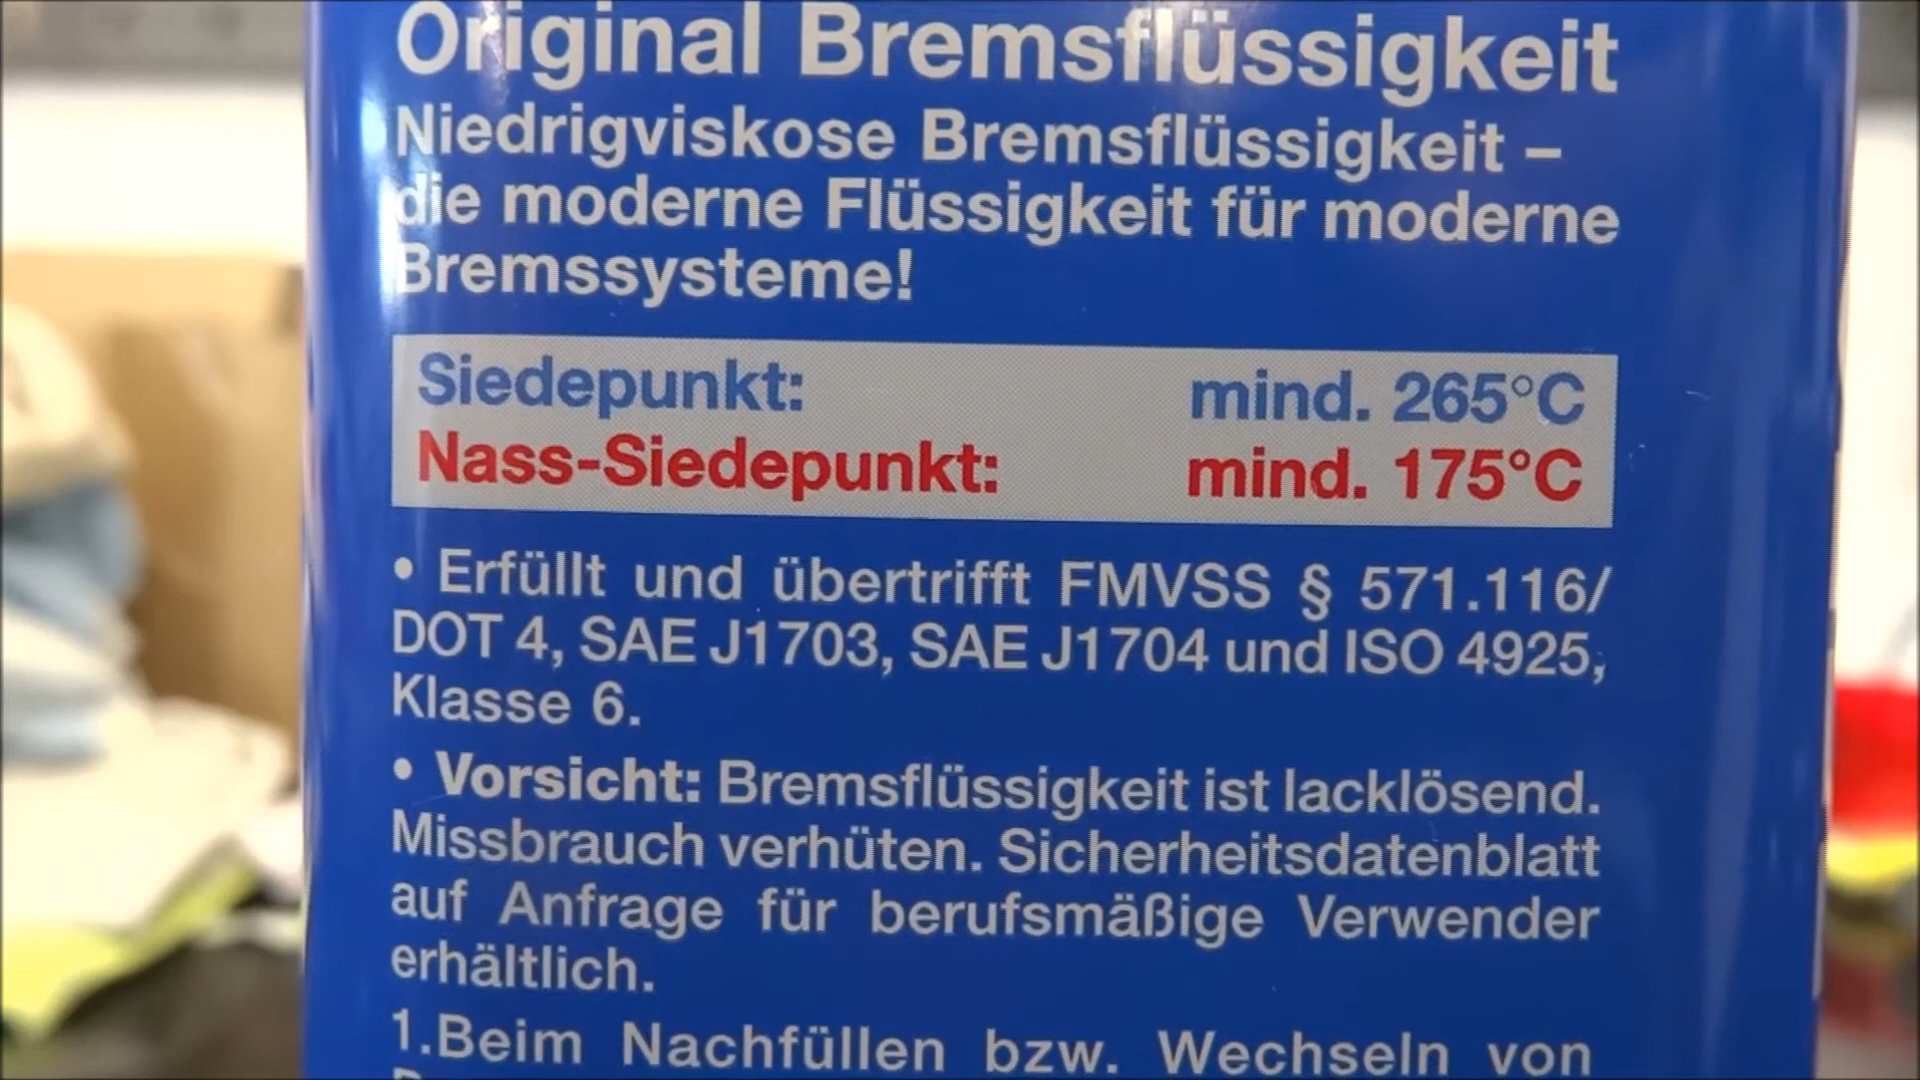 Original Bremsflüssigkeit
Niedrigviskose Bremsflüssigkeit –
die moderne Flüssigkeit für moderne
Bremssysteme!
Siedepunkt: mind. 265°C
Nass-Siedepunkt: mind. 175°C
• Erfüllt und übertrifft FMVSS § 571.116/
DOT 4, SAE J1703, SAE J1704 und ISO 4925,
Klasse 6.
• Vorsicht: Bremsflüssigkeit ist lacklösend.
Missbrauch verhüten. Sicherheitsdatenblatt
auf Anfrage für berufsmäßige Verwender
erhältlich.
1.Beim Nachfüllen bzw. Wechseln von